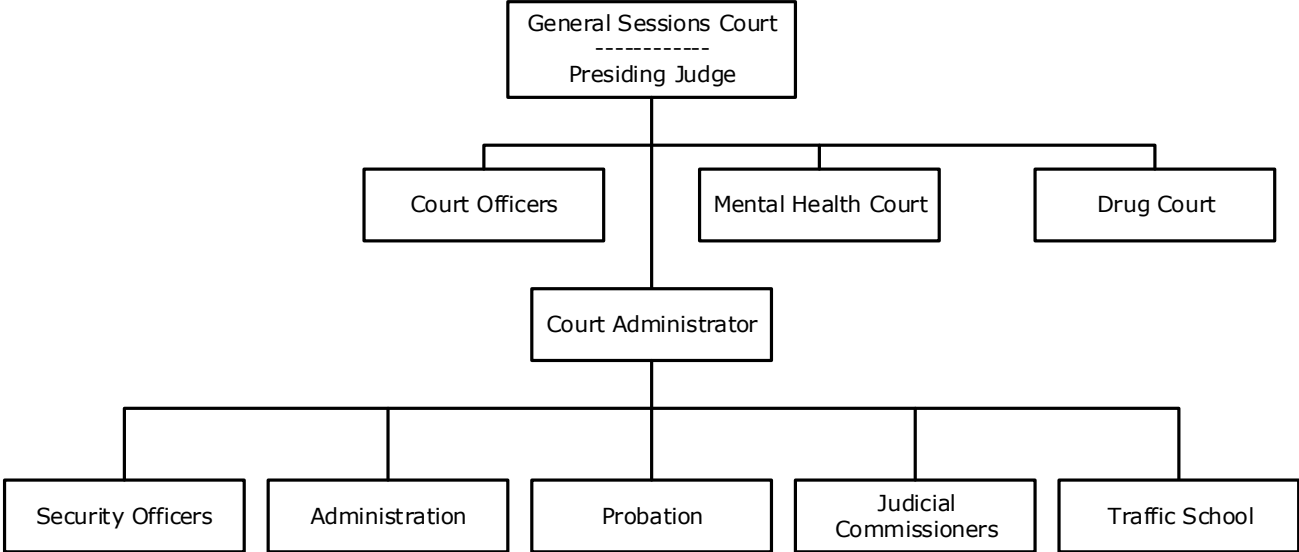 General Sessions Court
------------
Presiding Judge
Court Officers
Mental Health Court
Drug Court
Court Administrator
Security Officers
Administration
Probation
Judicial
Commissioners
Traffic School